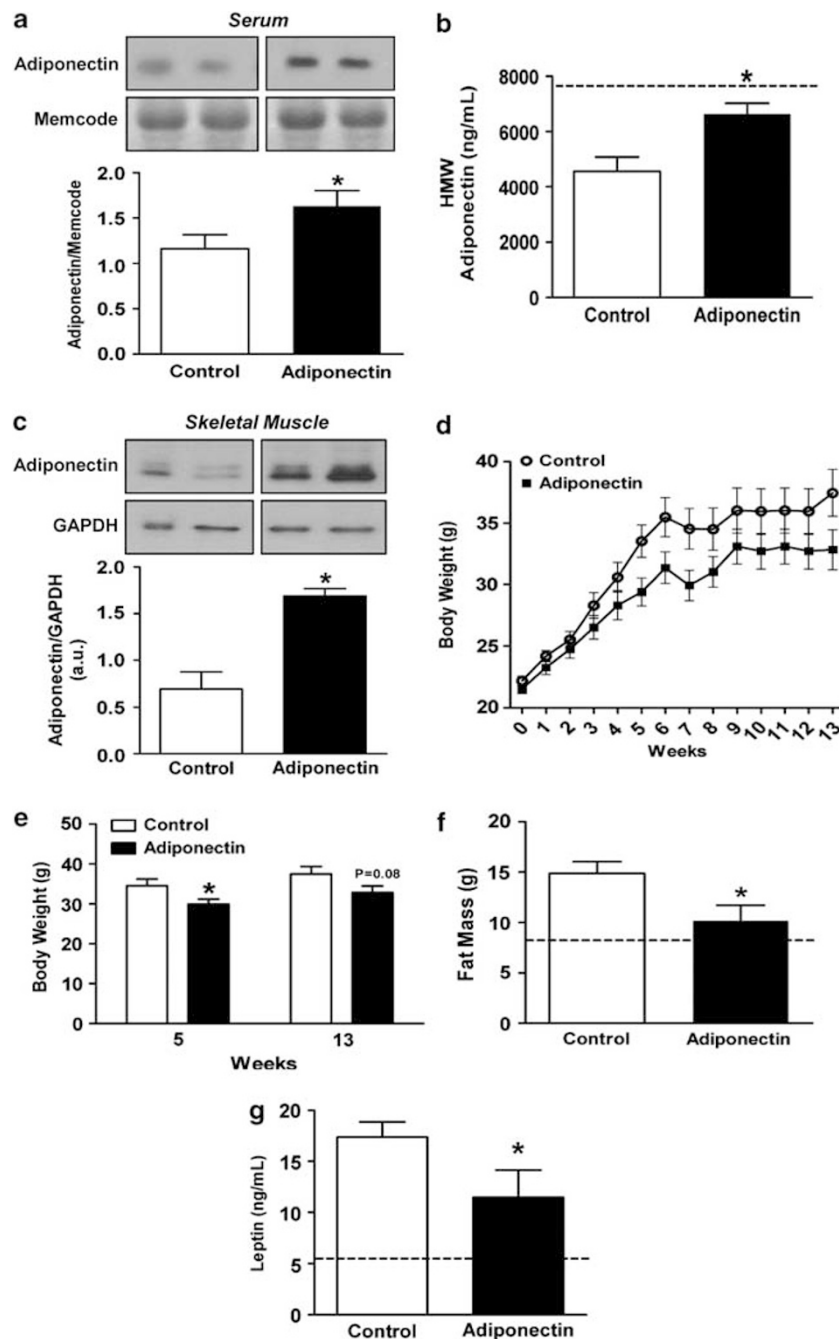 a
Serum
Adiponectin
Memcode
Adiponectin/Memcode
2.0
1.5
1.0
0.5
0.0
*
Control Adiponectin
b
HMW
Adiponectin (ng/mL)
8000
6000
4000
2000
0
*
Control Adiponectin
c
Skeletal Muscle
Adiponectin
GAPDH
Adiponectin/GAPDH
(a.u.)
2.0
1.5
1.0
0.5
0.0
*
Control Adiponectin
d
Control
Adiponectin
Body Weight (g)
40
35
30
25
20
0 1 2 3 4 5 6 7 8 9 10 11 12 13
Weeks
e
Control
Adiponectin
Body Weight (g)
50
40
30
20
10
0
*
P=0.08
5 13
Weeks
f
Fat Mass (g)
20
15
10
5
0
*
Control Adiponectin
g
Leptin (ng/mL)
20
15
10
5
0
*
Control Adiponectin